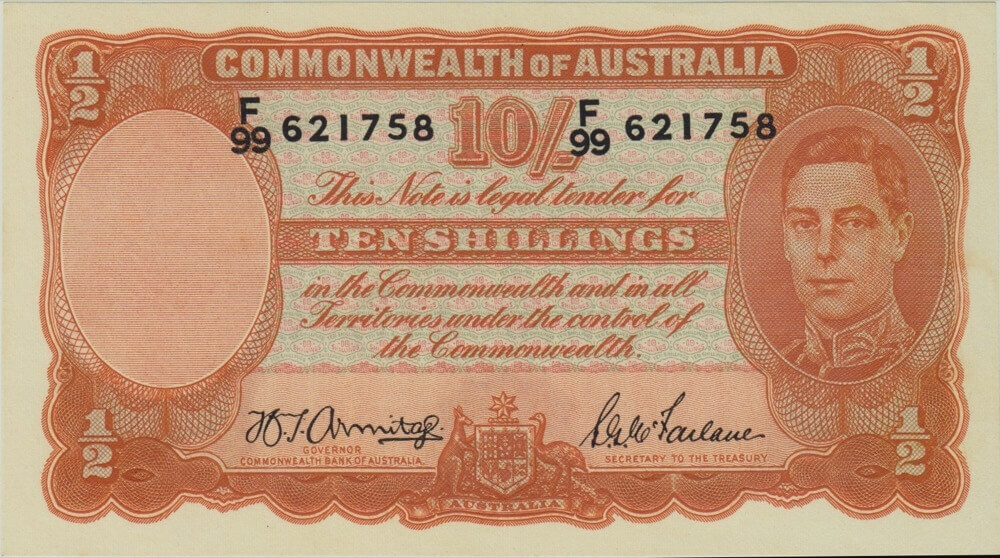 COMMONWEALTH OF AUSTRALIA
1/2
1/2
F
99 621758
10/-
F
99 621758
This Note is legal tender for
TEN SHILLINGS
in the Commonwealth and in all
Territories under the control of
the Commonwealth.
1/2
1/2
H.T. Armitage.
S.G. McFarlane
GOVERNOR
COMMONWEALTH BANK OF AUSTRALIA.
SECRETARY TO THE TREASURY
AUSTRALIA